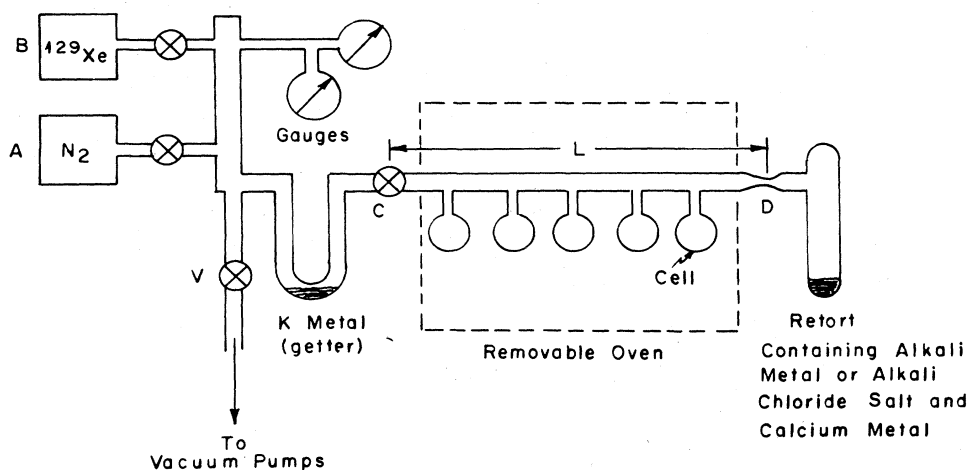 B
129Xe
A
N2
Gauges
L
C
D
V
Cell
K Metal
(getter)
Removable Oven
Retort
Containing Alkali
Metal or Alkali
Chloride Salt and
Calcium Metal
To
Vacuum Pumps